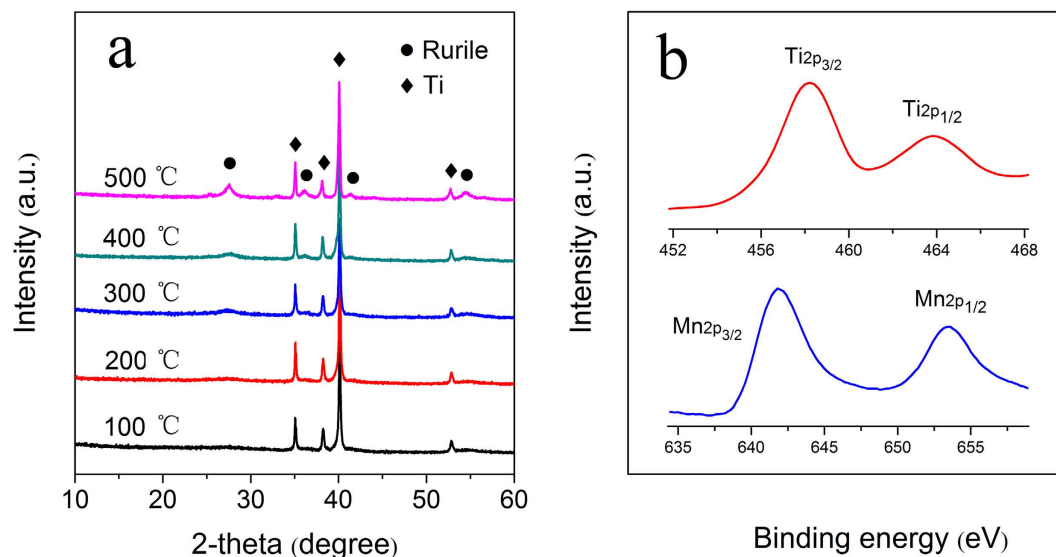 a
● Rurile
◆ Ti
500 ℃
400 ℃
300 ℃
200 ℃
100 ℃
10 20 30 40 50 60
2-theta (degree)
Intensity (a.u.)
b
Ti2p3/2
Ti2p1/2
452 456 460 464 468
Mn2p3/2
Mn2p1/2
635 640 645 650 655
Intensity (a.u.)
Binding energy (eV)